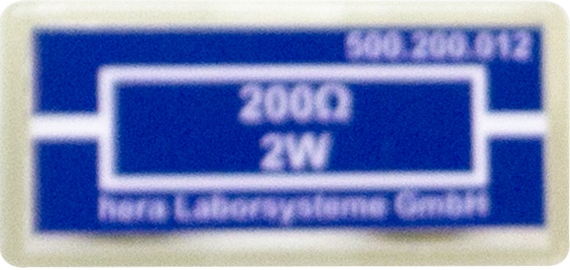 500.200.012
200Ω
2W
hera Laborsysteme GmbH